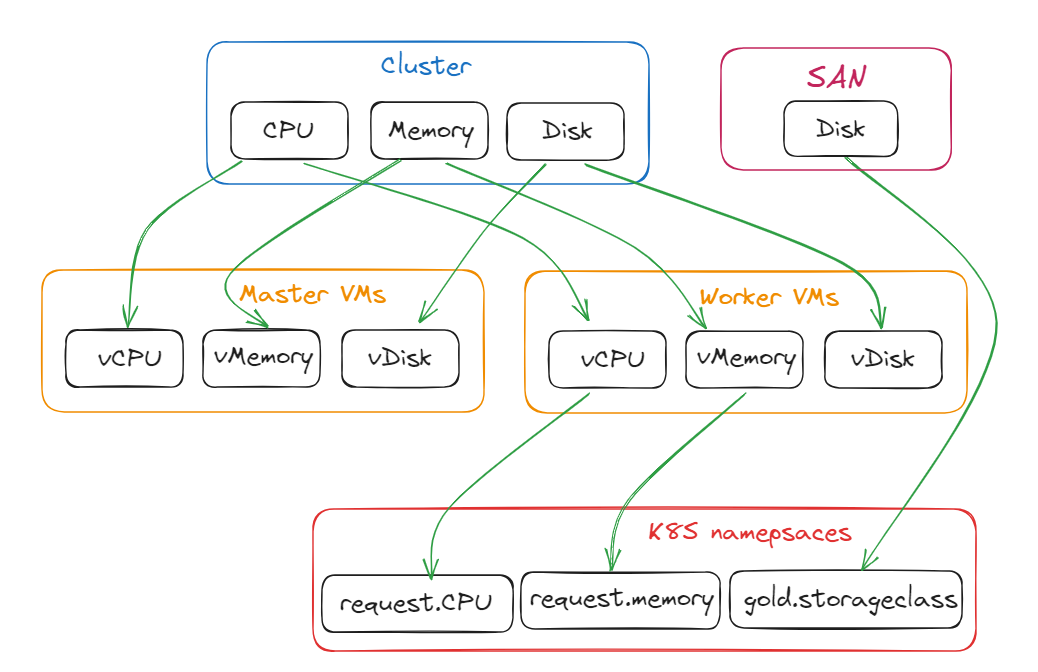 Cluster
SAN
CPU
Memory
Disk
Disk
Master VMs
Worker VMs
vCPU
vMemory
vDisk
vCPU
vMemory
vDisk
K8S namepsaces
request.CPU
request.memory
gold.storageclass